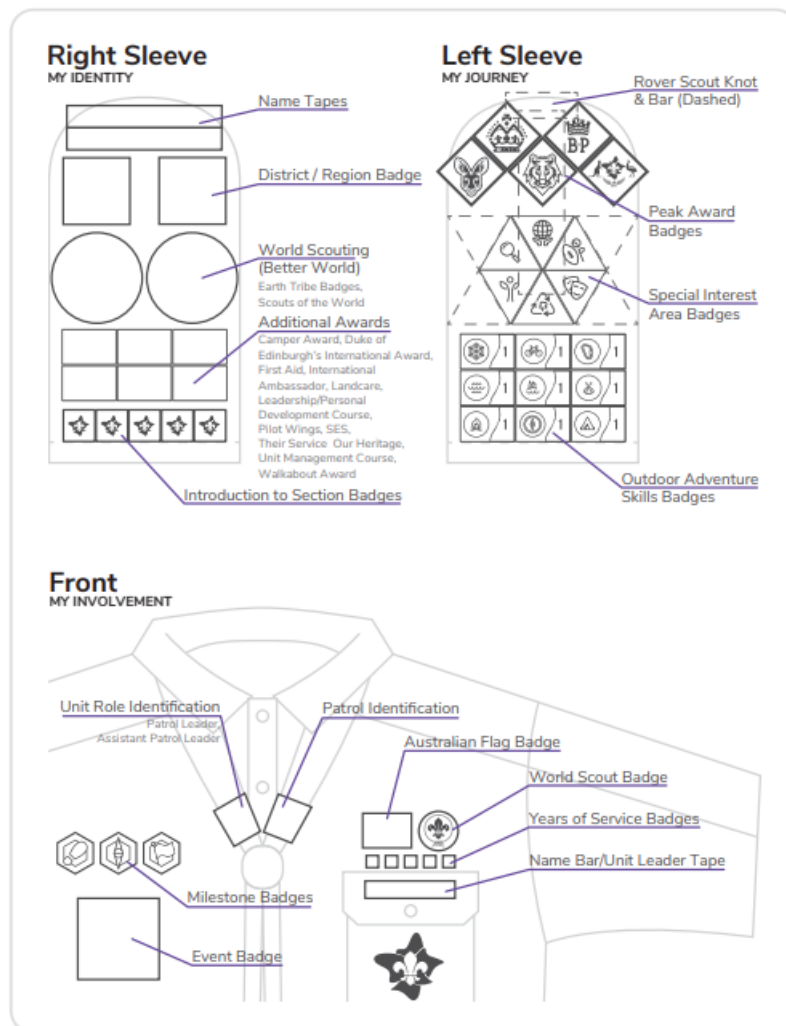 Right Sleeve
MY IDENTITY
Name Tapes
District / Region Badge
World Scouting
(Better World)
Earth Tribe Badges,
Scouts of the World
Additional Awards
Camper Award, Duke of
Edinburgh's International Award,
First Aid, International
Ambassador, Landcare,
Leadership/Personal
Development Course,
Pilot Wings, SES,
Their Service Our Heritage,
Unit Management Course,
Walkabout Award
Introduction to Section Badges
Left Sleeve
MY JOURNEY
Rover Scout Knot
& Bar (Dashed)
B·P
Peak Award
Badges
Special Interest
Area Badges
1 1 1
1 1 1
1 1 1
Outdoor Adventure
Skills Badges
Front
MY INVOLVEMENT
Unit Role Identification
Patrol Leader,
Assistant Patrol Leader
Patrol Identification
Australian Flag Badge
World Scout Badge
Years of Service Badges
Name Bar/Unit Leader Tape
Milestone Badges
Event Badge